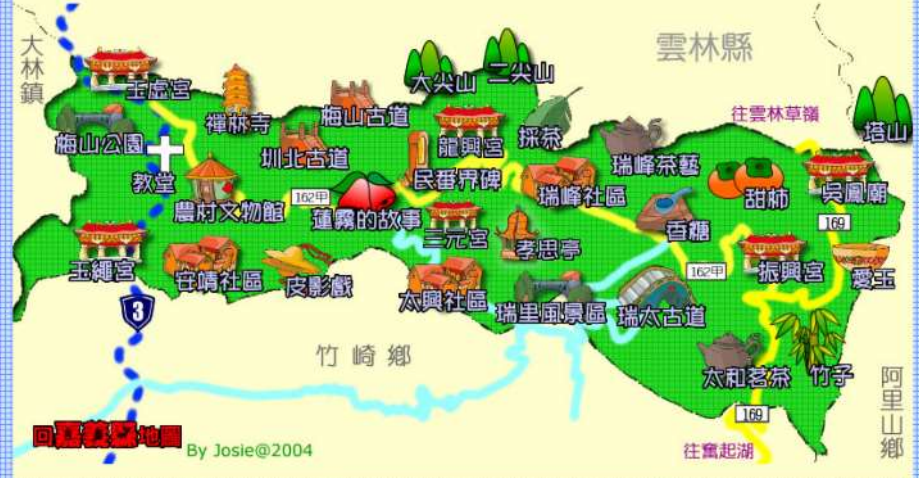 大林鎮
雲林縣
玉虛宮
大尖山
二尖山
塔山
往雲林草嶺
梅山公園
禪林寺
梅山古道
龍興宮
採茶
瑞峰茶藝
教堂
圳北古道
民番界碑
瑞峰社區
甜柿
吳鳳廟
農村文物館
162甲
蓮霧的故事
三元宮
孝思亭
香糖
169
玉繩宮
安靖社區
皮影戲
太興社區
瑞里風景區
瑞太古道
162甲
振興宮
愛玉
3
竹崎鄉
太和茗茶
竹子
阿里山鄉
169
回嘉義縣地圖
By Josie@2004
往奮起湖